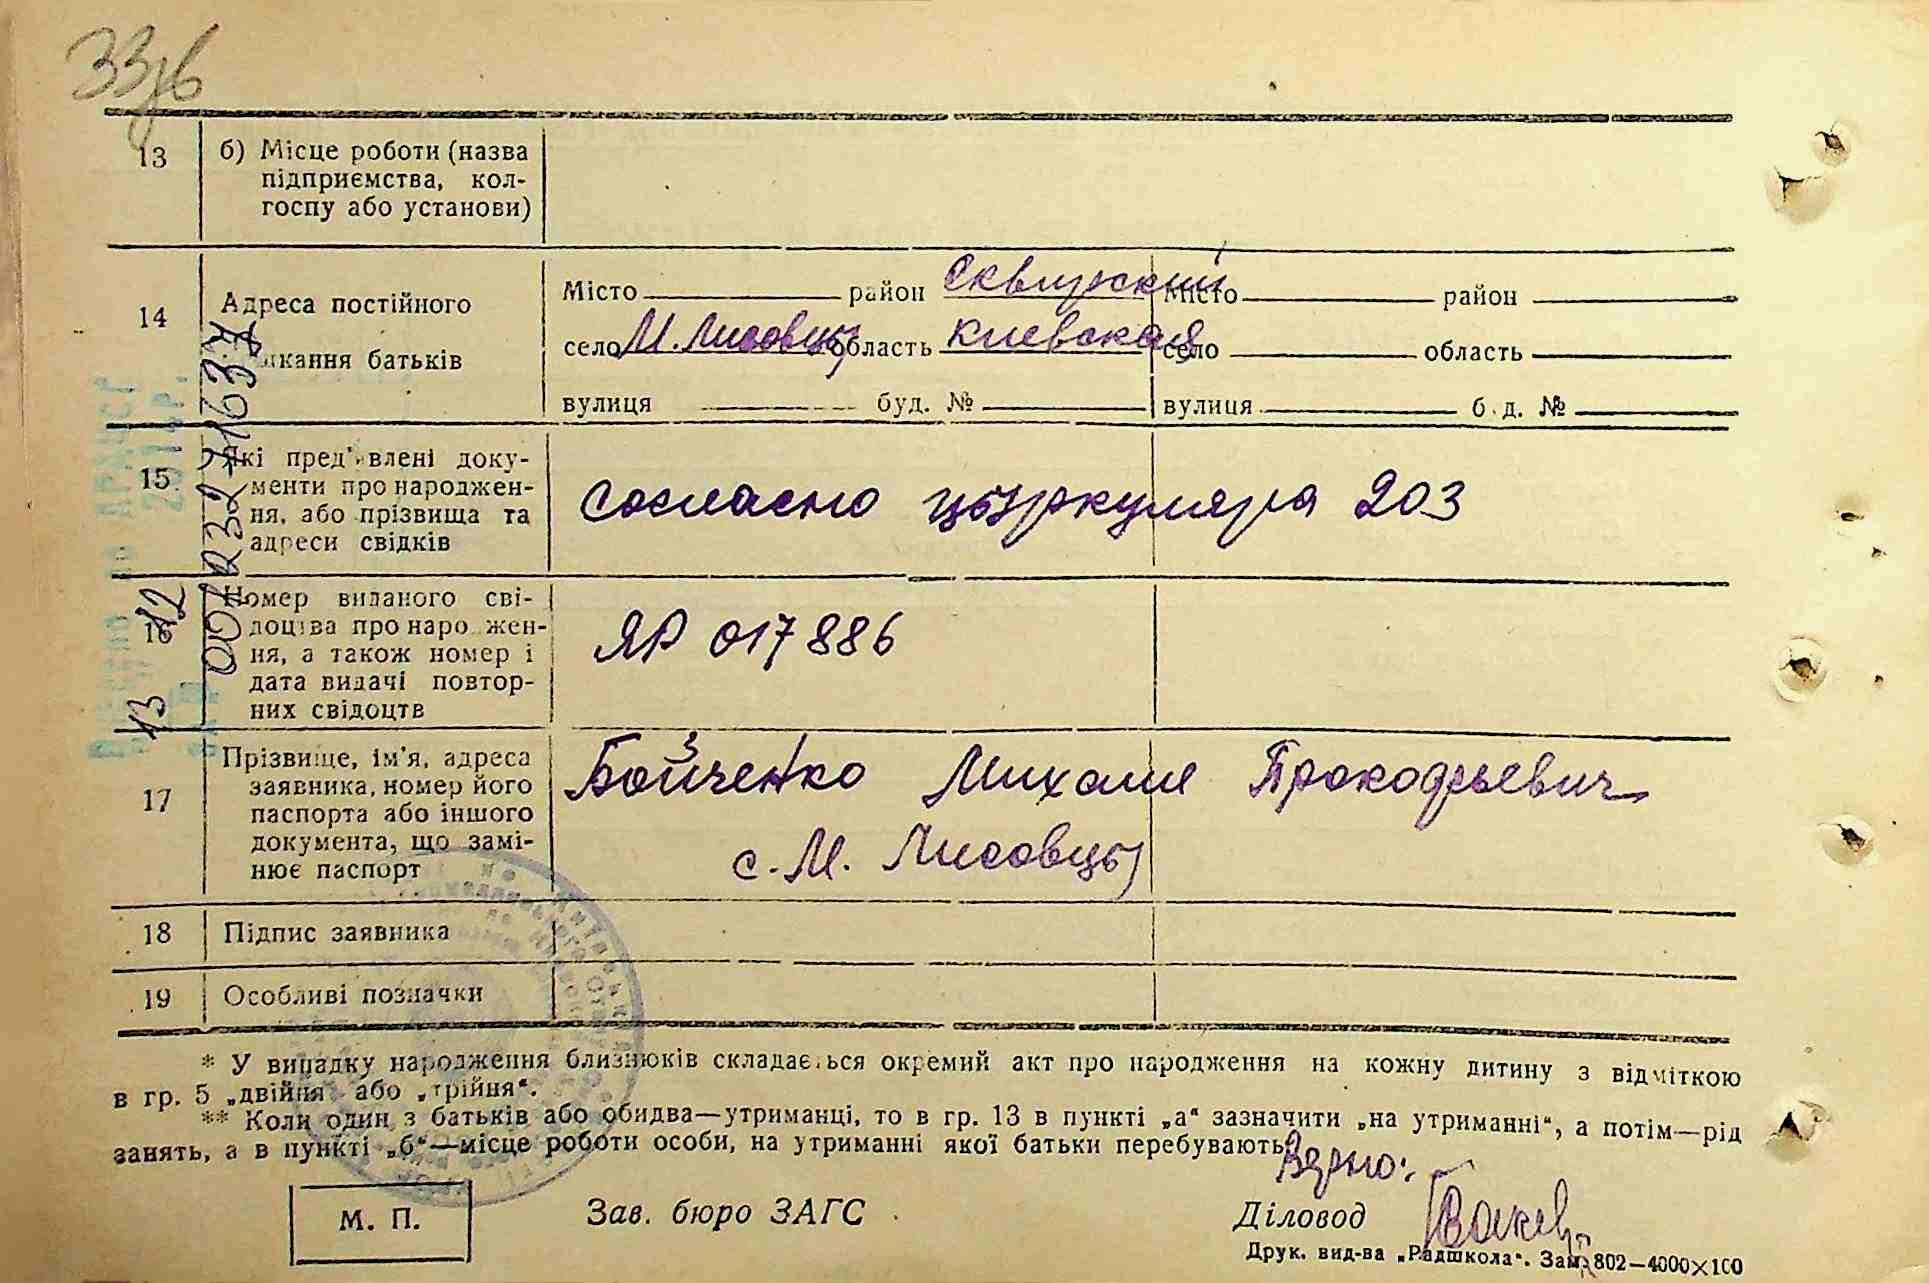 33
13 б) Місце роботи (назва
підприємства, кол-
госпу або установи)
14 Адреса постійного
кання батьків
Місто район Сквирский Місто район
село М. Лисовцы область Киевская село область
вулиця буд. № вулиця б д. №
15 Які пред'явлені доку-
менти про народжен-
ня, або прізвища та
адреси свідків
согласно цыркуляра 203
16 Номер виданого сві-
доцтва про народжен-
ня, а також номер і
дата видачі повтор-
них свідоцтв
ЯР 017886
17 Прізвище, ім'я, адреса
заявника, номер його
паспорта або іншого
документа, що замі-
нює паспорт
Бойченко Михаил Прокофьевич
с. М. Лисовцы
18 Підпис заявника
19 Особливі позначки
* У випадку народження близнюків складається окремий акт про народження на кожну дитину з відміткою
в гр. 5 „двійня“ або „трійня“.
** Коли один з батьків або обидва—утриманці, то в гр. 13 в пункті „а“ зазначити „на утриманні“, а потім—рід
занять, а в пункті „б“—місце роботи особи, на утриманні якої батьки перебувають.
Верно:
М. П. Зав. бюро ЗАГС Діловод
Друк. вид-ва „Радшкола“. Зам. 802—4000×100